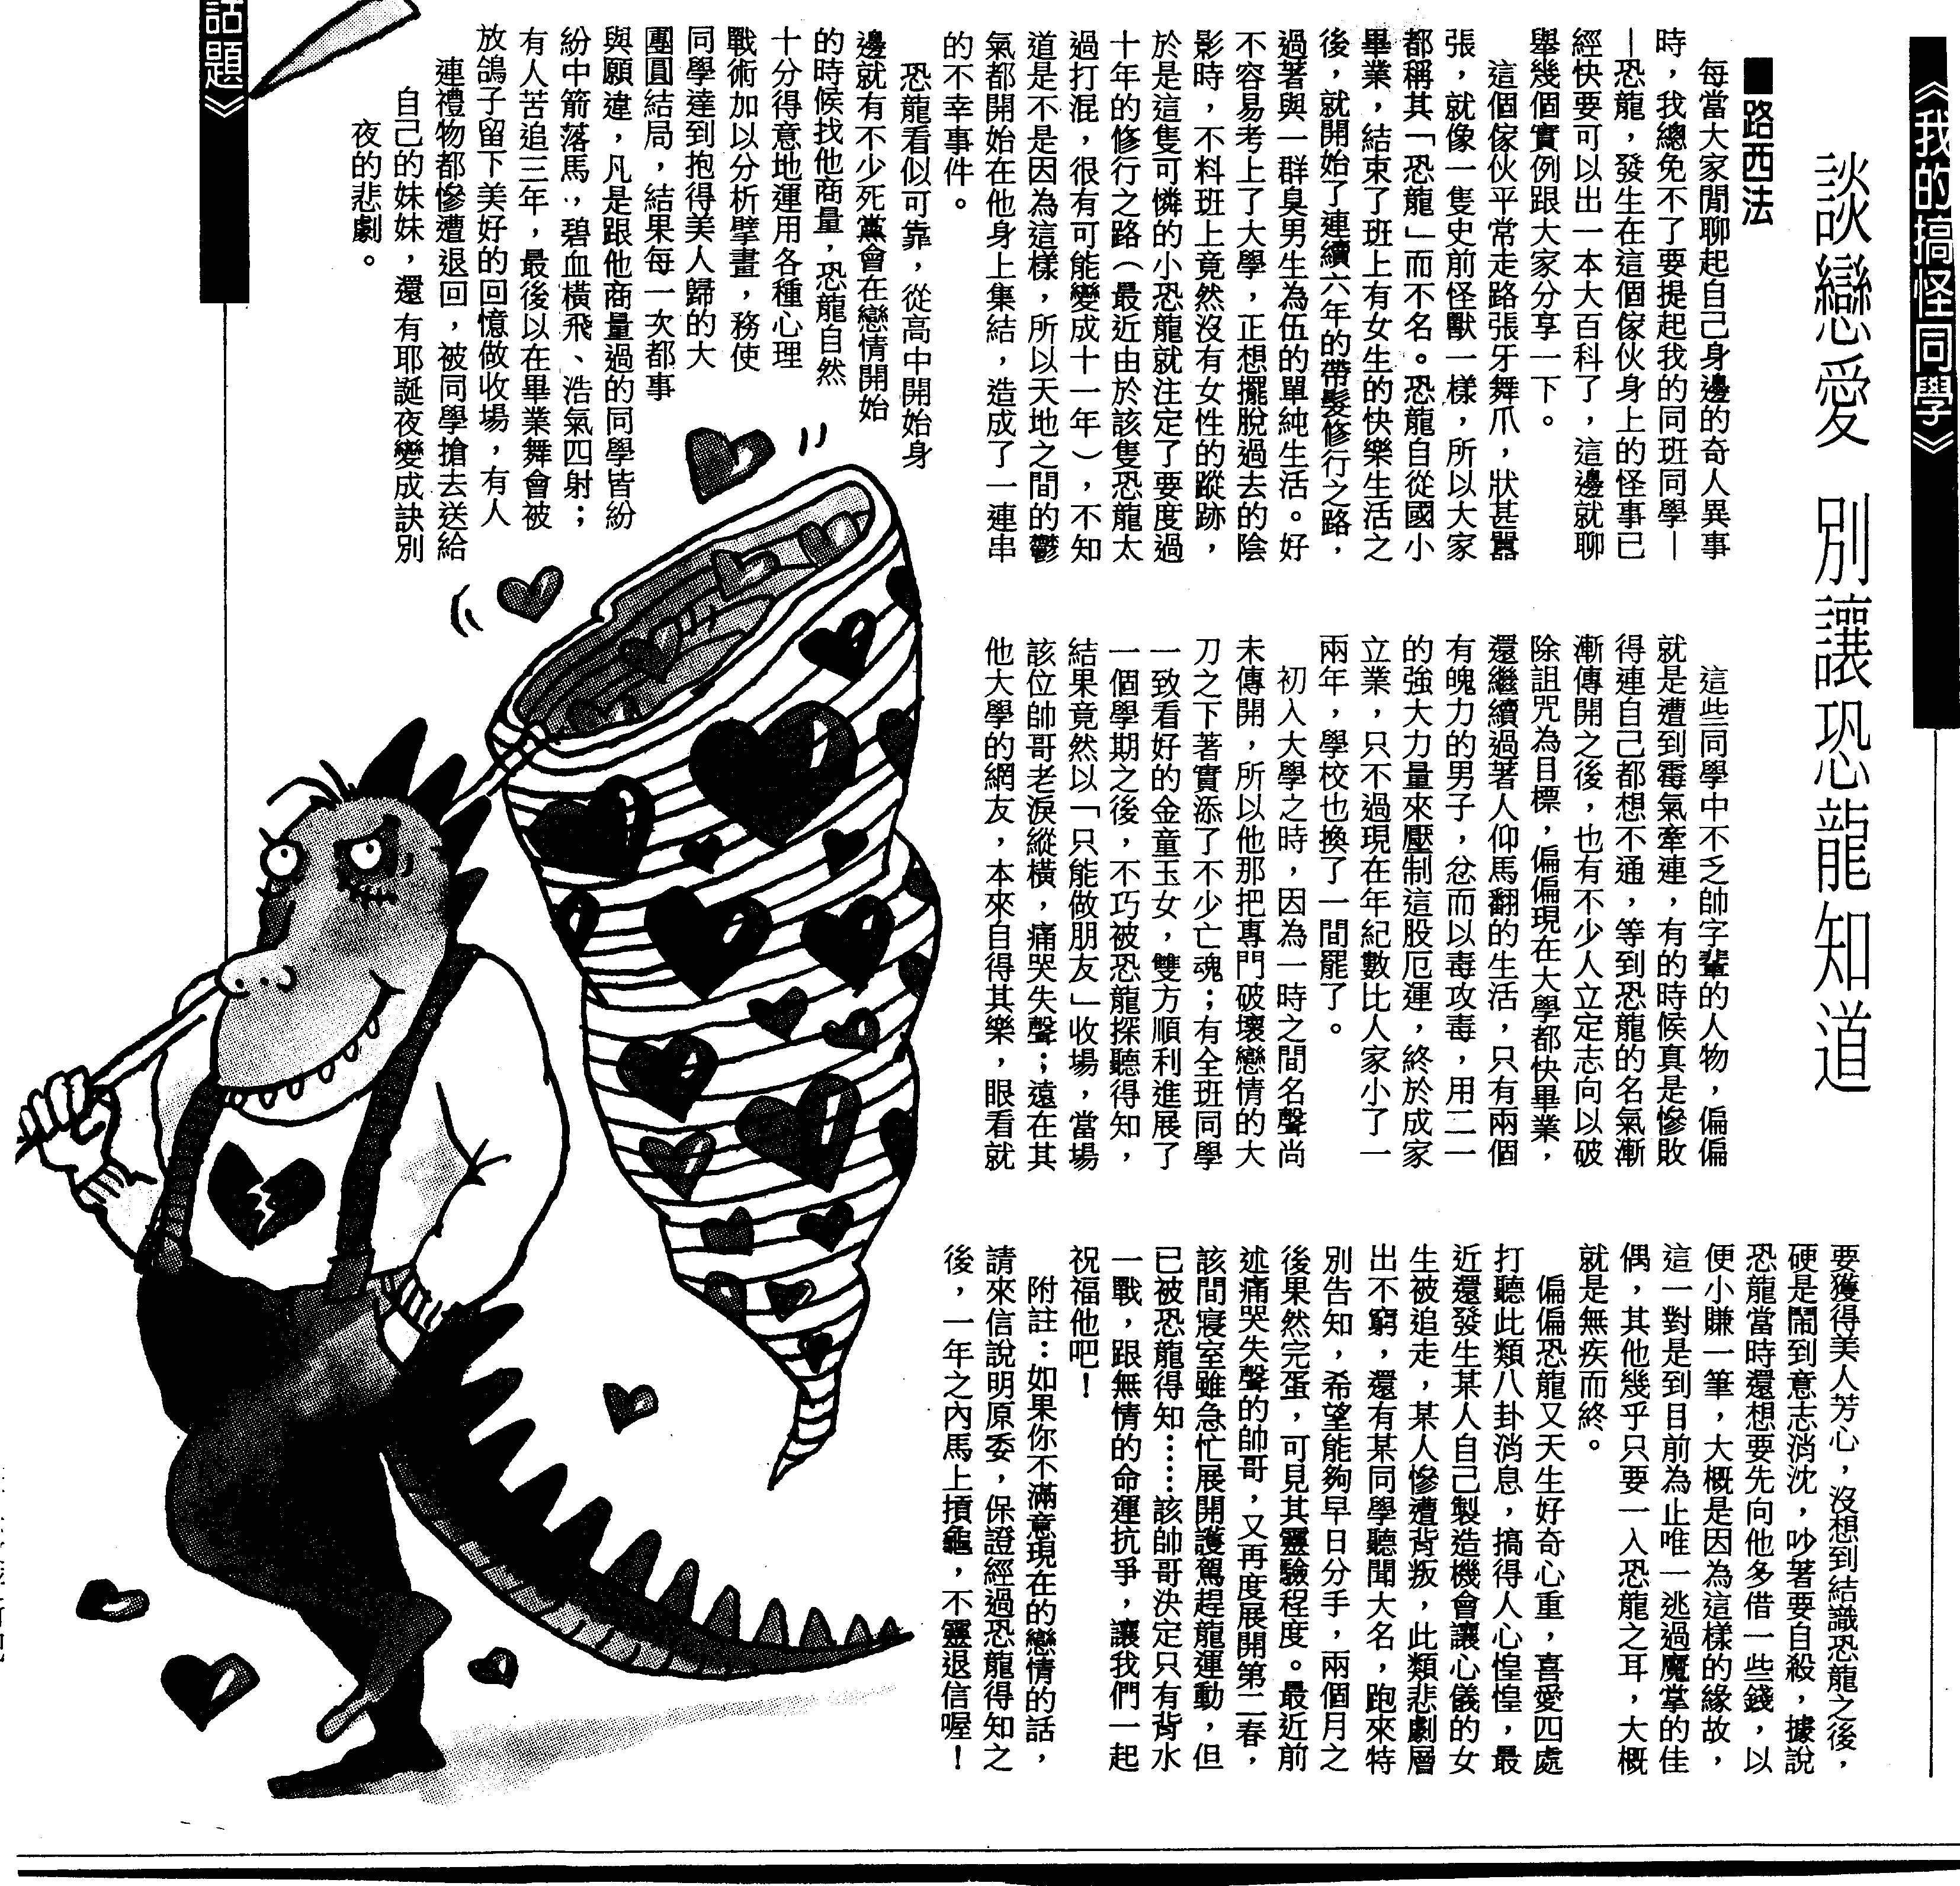 《我的搞怪同學》
談戀愛 別讓恐龍知道
■路西法
每當大家閒聊起自己身邊的奇人異事
時，我總免不了要提起我的同班同學—
—恐龍，發生在這個傢伙身上的怪事已
經快要可以出一本大百科了，這邊就聊
舉幾個實例跟大家分享一下。
這個傢伙平常走路張牙舞爪，狀甚囂
張，就像一隻史前怪獸一樣，所以大家
都稱其「恐龍」而不名。恐龍自從國小
畢業，結束了班上有女生的快樂生活之
後，就開始了連續六年的帶髮修行之路，
過著與一群臭男生為伍的單純生活。好
不容易考上了大學，正想擺脫過去的陰
影時，不料班上竟然沒有女性的蹤跡，
於是這隻可憐的小恐龍就注定了要度過
十年的修行之路（最近由於該隻恐龍太
過打混，很有可能變成十一年），不知
道是不是因為這樣，所以天地之間的鬱
氣都開始在他身上集結，造成了一連串
的不幸事件。
恐龍看似可靠，從高中開始身
邊就有不少死黨會在戀情開始
的時候找他商量，恐龍自然
十分得意地運用各種心理
戰術加以分析擘畫，務使
同學達到抱得美人歸的大
團圓結局，結果每一次都事
與願違，凡是跟他商量過的同學皆紛
紛中箭落馬，碧血橫飛、浩氣四射；
有人苦追三年，最後以在畢業舞會被
放鴿子留下美好的回憶做收場，有人
連禮物都慘遭退回，被同學搶去送給
自己的妹妹，還有耶誕夜變成訣別
夜的悲劇。
這些同學中不乏帥字輩的人物，偏偏
就是遭到霉氣牽連，有的時候真是慘敗
得連自己都想不通，等到恐龍的名氣漸
漸傳開之後，也有不少人立定志向以破
除詛咒為目標，偏偏現在大學都快畢業，
還繼續過著人仰馬翻的生活，只有兩個
有魄力的男子，忿而以毒攻毒，用二一
的強大力量來壓制這股厄運，終於成家
立業，只不過現在年紀數比人家小了一
兩年，學校也換了一間罷了。
初入大學之時，因為一時之間名聲尚
未傳開，所以他那把專門破壞戀情的大
刀之下著實添了不少亡魂；有全班同學
一致看好的金童玉女，雙方順利進展了
一個學期之後，不巧被恐龍探聽得知，
結果竟然以「只能做朋友」收場，當場
該位帥哥老淚縱橫，痛哭失聲；遠在其
他大學的網友，本來自得其樂，眼看就
要獲得美人芳心，沒想到結識恐龍之後，
硬是鬧到意志消沈，吵著要自殺，據說
恐龍當時還想要先向他多借一些錢，以
便小賺一筆，大概是因為這樣的緣故，
這一對是到目前為止唯一逃過魔掌的佳
偶，其他幾乎只要一入恐龍之耳，大概
就是無疾而終。
偏偏恐龍又天生好奇心重，喜愛四處
打聽此類八卦消息，搞得人心惶惶，最
近還發生某人自己製造機會讓心儀的女
生被追走，某人慘遭背叛，此類悲劇層
出不窮，還有某同學聽聞大名，跑來特
別告知，希望能夠早日分手，兩個月之
後果然完蛋，可見其靈驗程度。最近前
述痛哭失聲的帥哥，又再度展開第二春，
該間寢室雖急忙展開護駕趕龍運動，但
已被恐龍得知……該帥哥決定只有背水
一戰，跟無情的命運抗爭，讓我們一起
祝福他吧！
附註：如果你不滿意現在的戀情的話，
請來信說明原委，保證經過恐龍得知之
後，一年之內馬上摃龜，不靈退信喔！
話題》